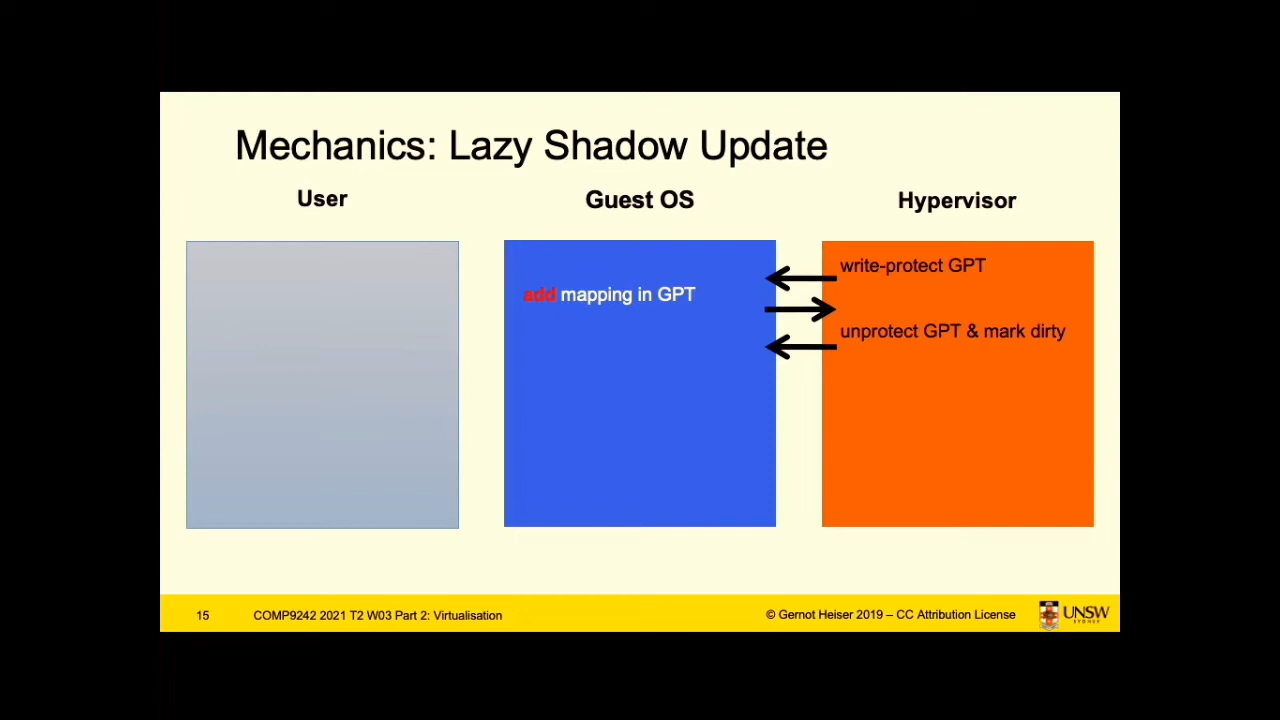 Mechanics: Lazy Shadow Update
User
Guest OS
Hypervisor
write-protect GPT
add mapping in GPT
unprotect GPT & mark dirty
15
COMP9242 2021 T2 W03 Part 2: Virtualisation
© Gernot Heiser 2019 – CC Attribution License
UNSW
SYDNEY